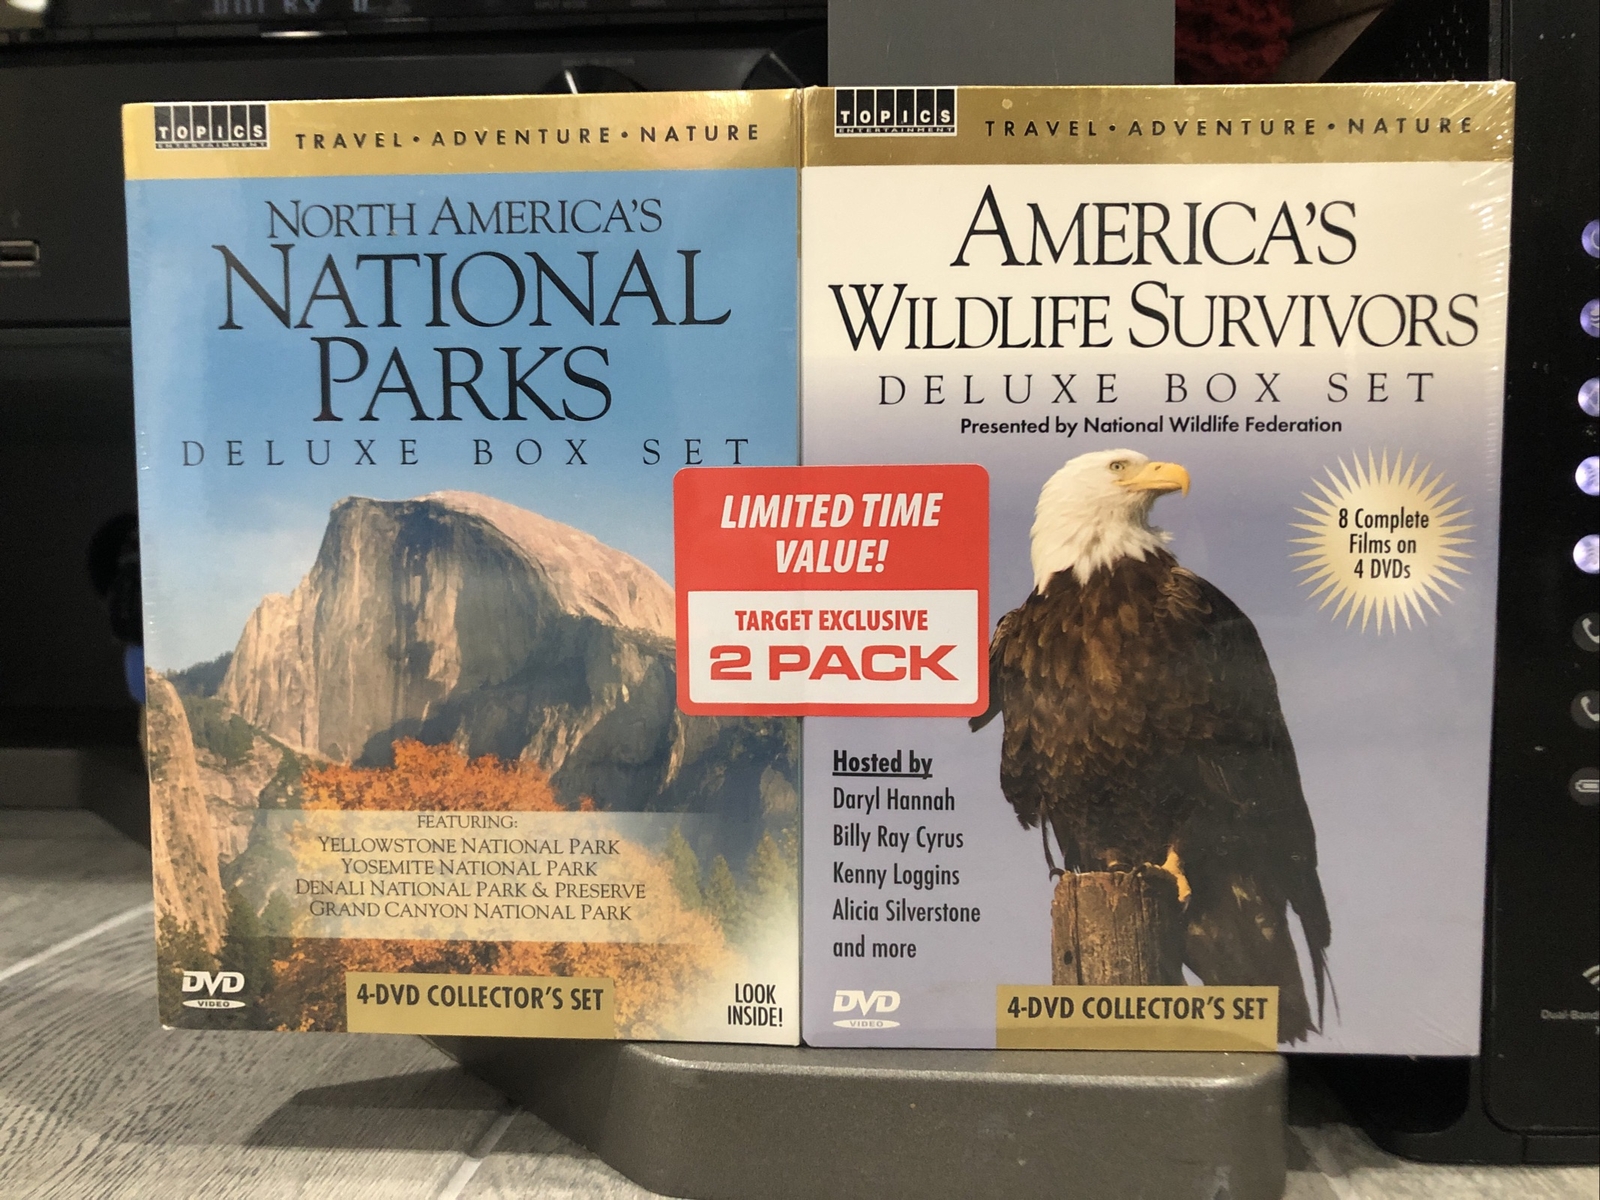 TOPICS
ENTERTAINMENT
TRAVEL • ADVENTURE • NATURE
NORTH AMERICA'S
NATIONAL
PARKS
DELUXE BOX SET
FEATURING:
YELLOWSTONE NATIONAL PARK
YOSEMITE NATIONAL PARK
DENALI NATIONAL PARK & PRESERVE
GRAND CANYON NATIONAL PARK
DVD
VIDEO
4-DVD COLLECTOR'S SET
LOOK
INSIDE!
LIMITED TIME
VALUE!
TARGET EXCLUSIVE
2 PACK
TOPICS
ENTERTAINMENT
TRAVEL • ADVENTURE • NATURE
AMERICA'S
WILDLIFE SURVIVORS
DELUXE BOX SET
Presented by National Wildlife Federation
8 Complete
Films on
4 DVDs
Hosted by
Daryl Hannah
Billy Ray Cyrus
Kenny Loggins
Alicia Silverstone
and more
DVD
VIDEO
4-DVD COLLECTOR'S SET
Dual-Band